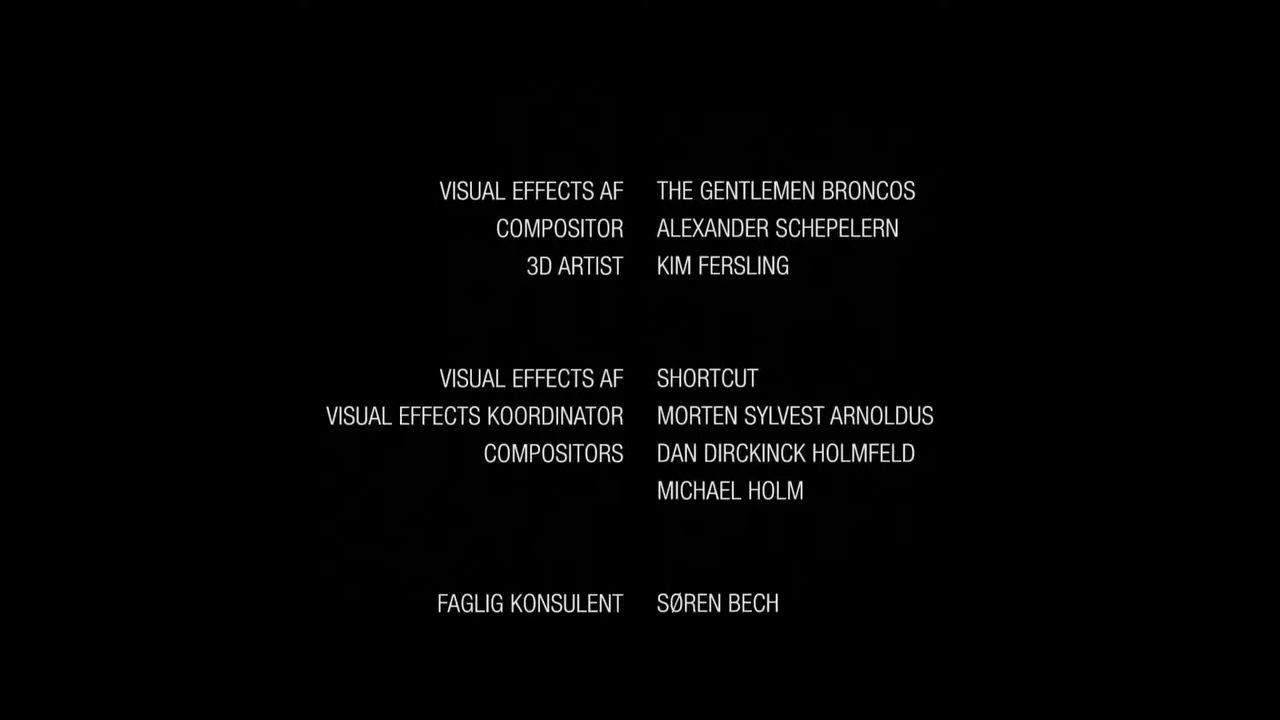 VISUAL EFFECTS AF THE GENTLEMEN BRONCOS
COMPOSITOR ALEXANDER SCHEPELERN
3D ARTIST KIM FERSLING
VISUAL EFFECTS AF SHORTCUT
VISUAL EFFECTS KOORDINATOR MORTEN SYLVEST ARNOLDUS
COMPOSITORS DAN DIRCKINCK HOLMFELD
MICHAEL HOLM
FAGLIG KONSULENT SØREN BECH